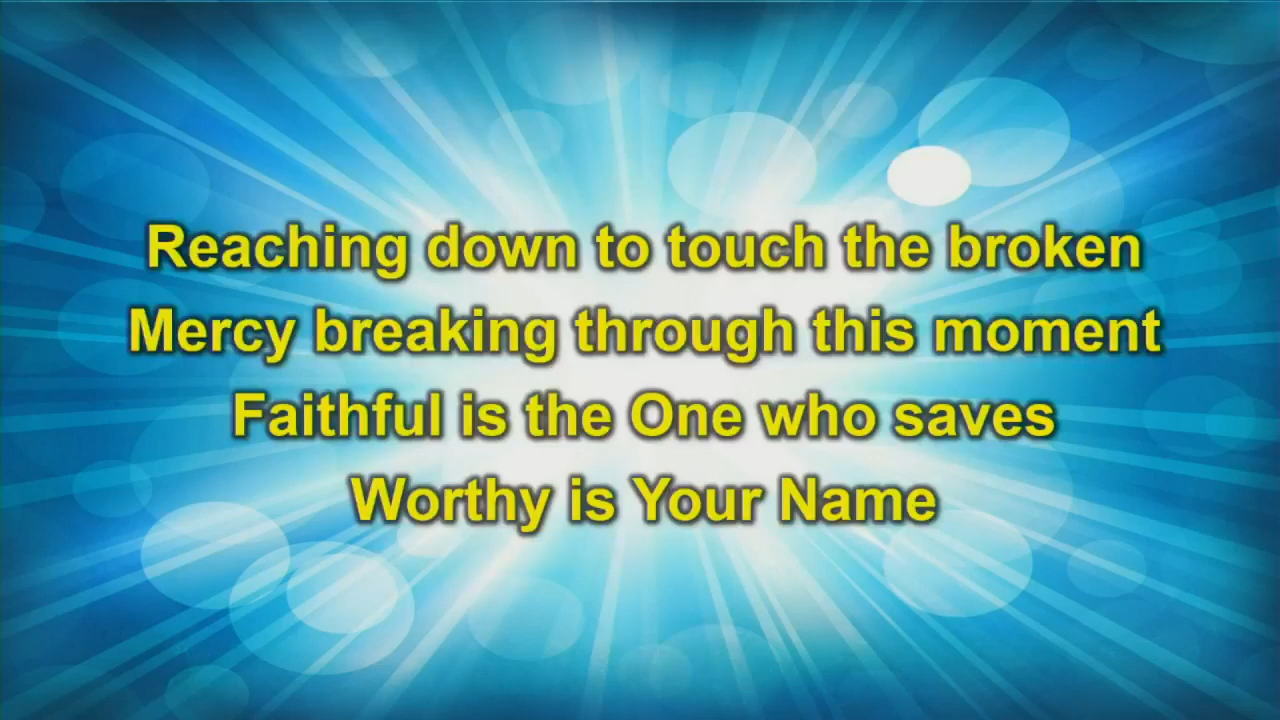 Reaching down to touch the broken
Mercy breaking through this moment
Faithful is the One who saves
Worthy is Your Name